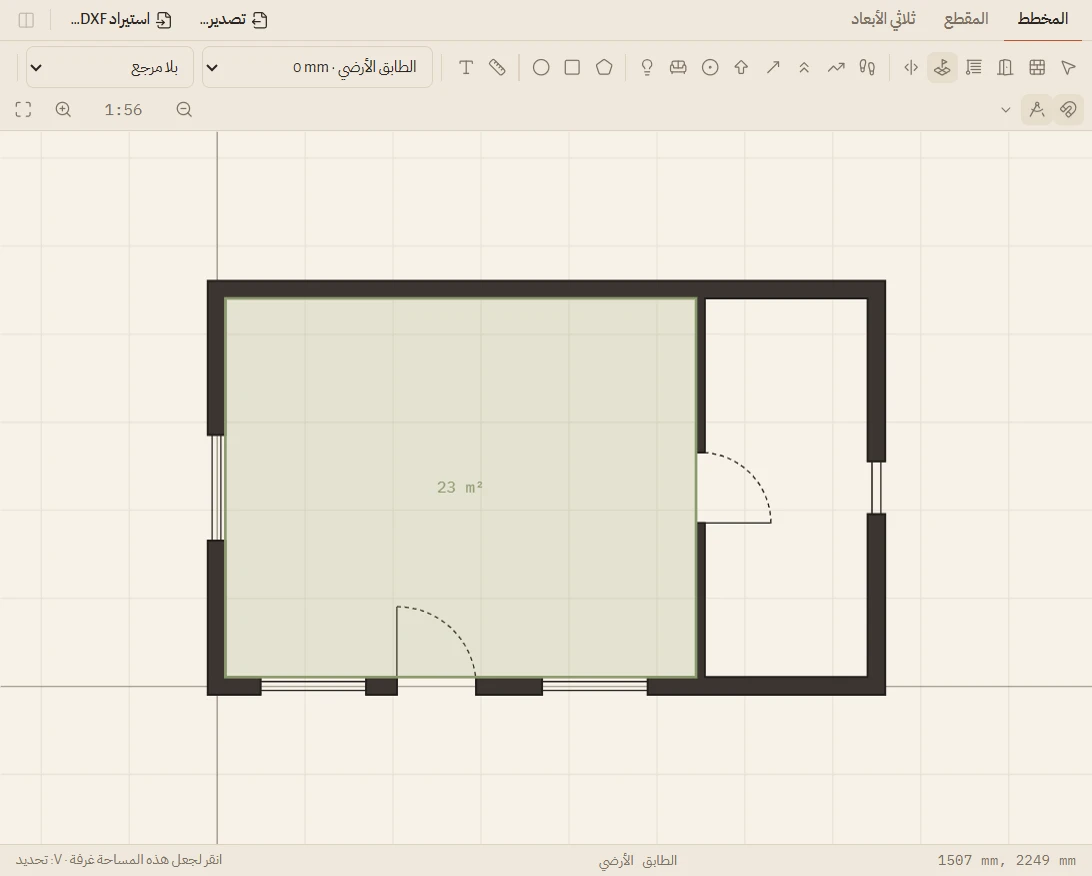 المخطط
المقطع
ثلاثي الأبعاد
تصدير...
استيراد DXF...
الطابق الأرضي · 0 mm
بلا مرجع
1:56
23 m²
1507 mm, 2249 mm
الطابق الأرضي
انقر لجعل هذه المساحة غرفة · V: تحديد